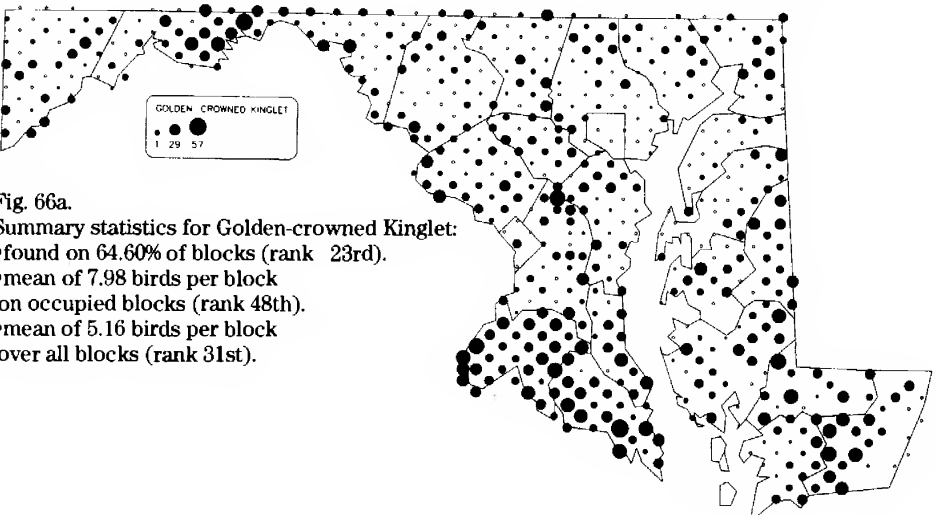 GOLDEN CROWNED KINGLET
1 29 57
Fig. 66a.
Summary statistics for Golden-crowned Kinglet:
•found on 64.60% of blocks (rank 23rd).
•mean of 7.98 birds per block
on occupied blocks (rank 48th).
•mean of 5.16 birds per block
over all blocks (rank 31st).